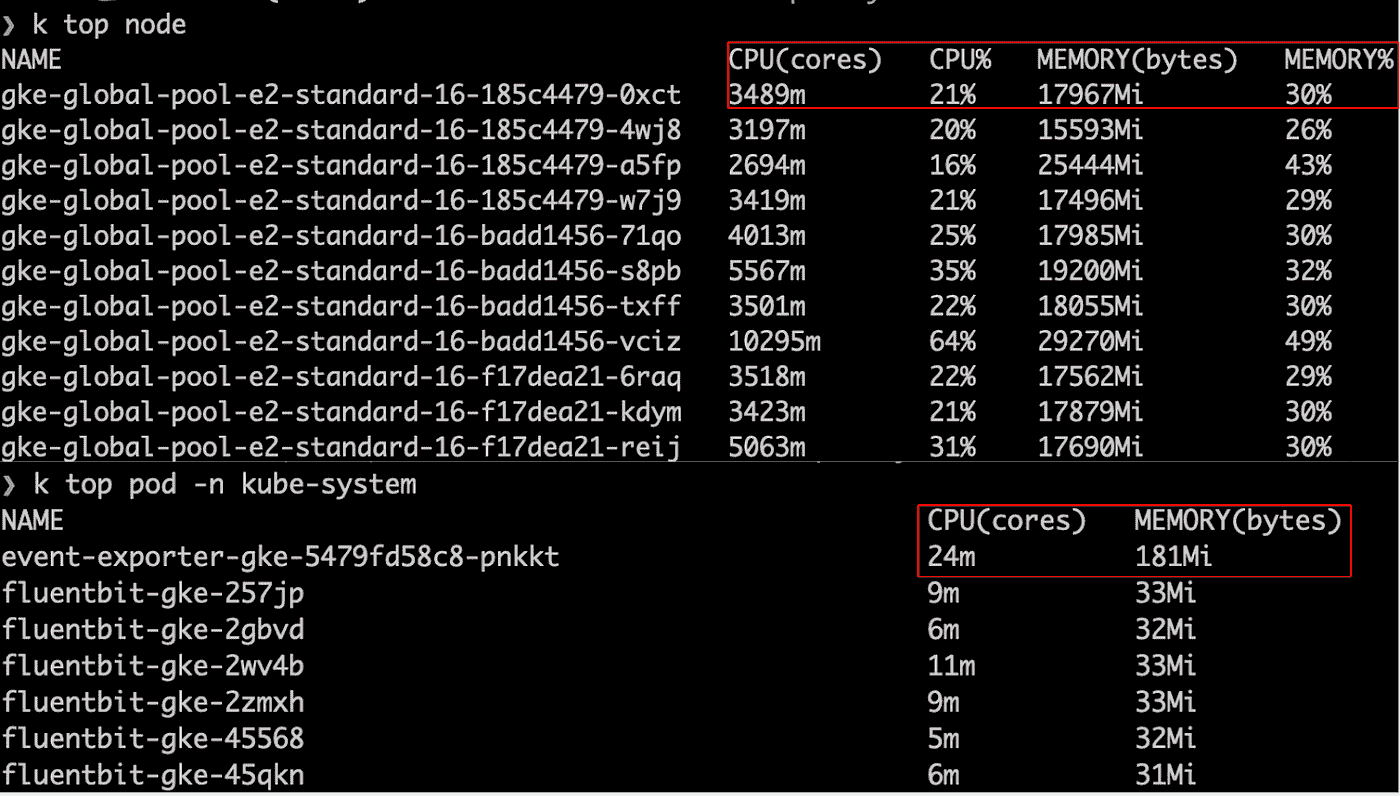 ❯ k top node
NAME CPU(cores) CPU% MEMORY(bytes) MEMORY%
gke-global-pool-e2-standard-16-185c4479-0xct 3489m 21% 17967Mi 30%
gke-global-pool-e2-standard-16-185c4479-4wj8 3197m 20% 15593Mi 26%
gke-global-pool-e2-standard-16-185c4479-a5fp 2694m 16% 25444Mi 43%
gke-global-pool-e2-standard-16-185c4479-w7j9 3419m 21% 17496Mi 29%
gke-global-pool-e2-standard-16-badd1456-71qo 4013m 25% 17985Mi 30%
gke-global-pool-e2-standard-16-badd1456-s8pb 5567m 35% 19200Mi 32%
gke-global-pool-e2-standard-16-badd1456-txff 3501m 22% 18055Mi 30%
gke-global-pool-e2-standard-16-badd1456-vciz 10295m 64% 29270Mi 49%
gke-global-pool-e2-standard-16-f17dea21-6raq 3518m 22% 17562Mi 29%
gke-global-pool-e2-standard-16-f17dea21-kdym 3423m 21% 17879Mi 30%
gke-global-pool-e2-standard-16-f17dea21-reij 5063m 31% 17690Mi 30%
❯ k top pod -n kube-system
NAME CPU(cores) MEMORY(bytes)
event-exporter-gke-5479fd58c8-pnkkt 24m 181Mi
fluentbit-gke-257jp 9m 33Mi
fluentbit-gke-2gbvd 6m 32Mi
fluentbit-gke-2wv4b 11m 33Mi
fluentbit-gke-2zmxh 9m 33Mi
fluentbit-gke-45568 5m 32Mi
fluentbit-gke-45qkn 6m 31Mi